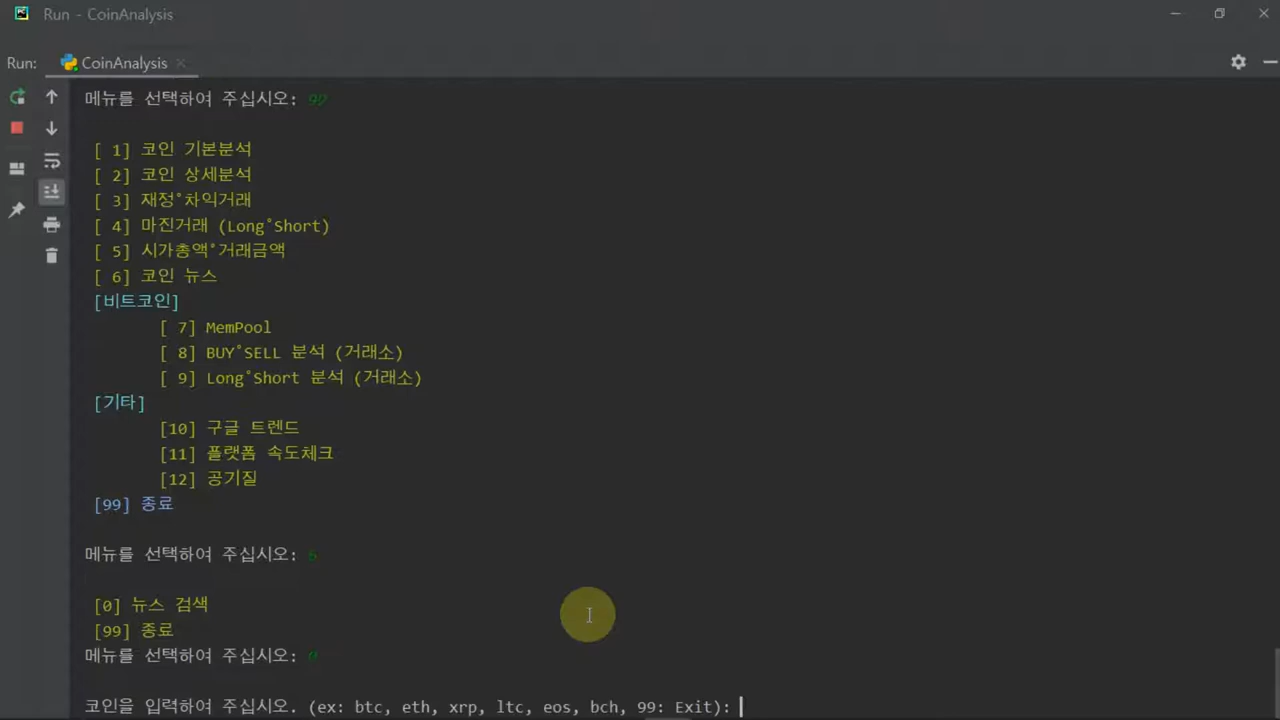 Run - CoinAnalysis
Run: CoinAnalysis
메뉴를 선택하여 주십시오: 99
[ 1] 코인 기본분석
[ 2] 코인 상세분석
[ 3] 재정°차익거래
[ 4] 마진거래 (Long°Short)
[ 5] 시가총액°거래금액
[ 6] 코인 뉴스
[비트코인]
[ 7] MemPool
[ 8] BUY°SELL 분석 (거래소)
[ 9] Long°Short 분석 (거래소)
[기타]
[10] 구글 트렌드
[11] 플랫폼 속도체크
[12] 공기질
[99] 종료
메뉴를 선택하여 주십시오: 6
[0] 뉴스 검색
[99] 종료
메뉴를 선택하여 주십시오: 0
코인을 입력하여 주십시오. (ex: btc, eth, xrp, ltc, eos, bch, 99: Exit):